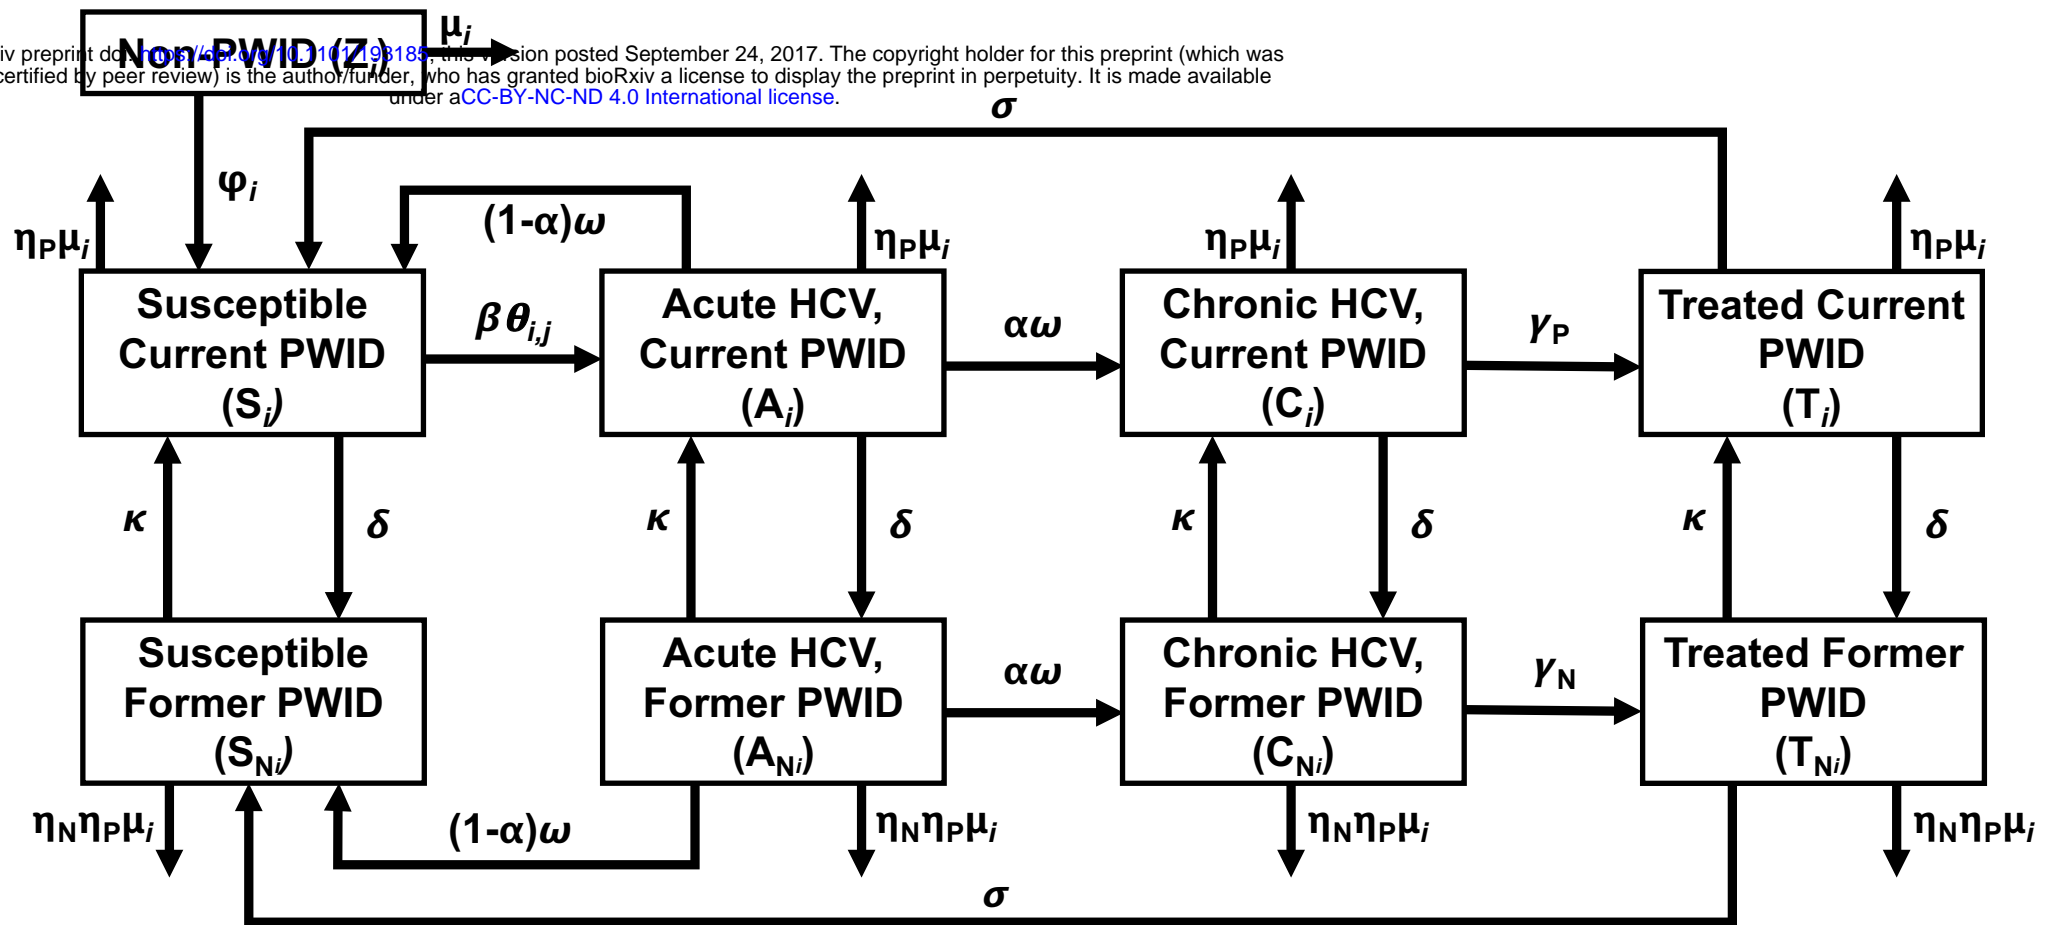 Non-PWID (Zi)
μi
iv preprint doi: https://doi.org/10.1101/193185; this version posted September 24, 2017. The copyright holder for this preprint (which was
certified by peer review) is the author/funder, who has granted bioRxiv a license to display the preprint in perpetuity. It is made available
under aCC-BY-NC-ND 4.0 International license.
σ
φi
(1-α)ω
ηPμi
ηPμi
ηPμi
ηPμi
Susceptible
Current PWID
(Si)
βθi,j
Acute HCV,
Current PWID
(Ai)
αω
Chronic HCV,
Current PWID
(Ci)
γP
Treated Current
PWID
(Ti)
κ
δ
κ
δ
κ
δ
κ
δ
Susceptible
Former PWID
(SNi)
Acute HCV,
Former PWID
(ANi)
αω
Chronic HCV,
Former PWID
(CNi)
γN
Treated Former
PWID
(TNi)
ηNηPμi
(1-α)ω
ηNηPμi
ηNηPμi
ηNηPμi
σ